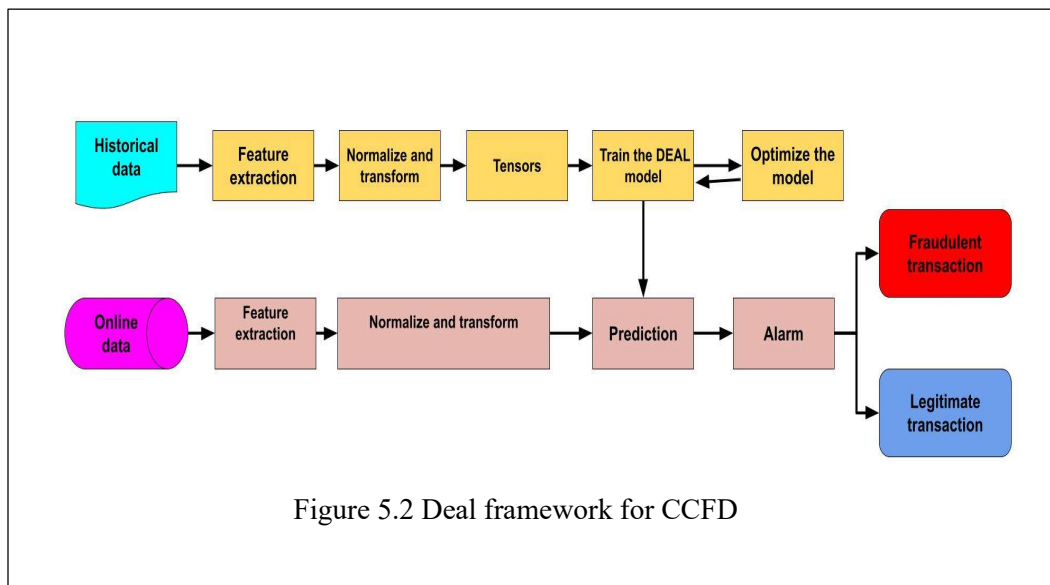 Historical
data
Feature
extraction
Normalize and
transform
Tensors
Train the DEAL
model
Optimize the
model
Fraudulent
transaction
Online
data
Feature
extraction
Normalize and transform
Prediction
Alarm
Legitimate
transaction
Figure 5.2 Deal framework for CCFD